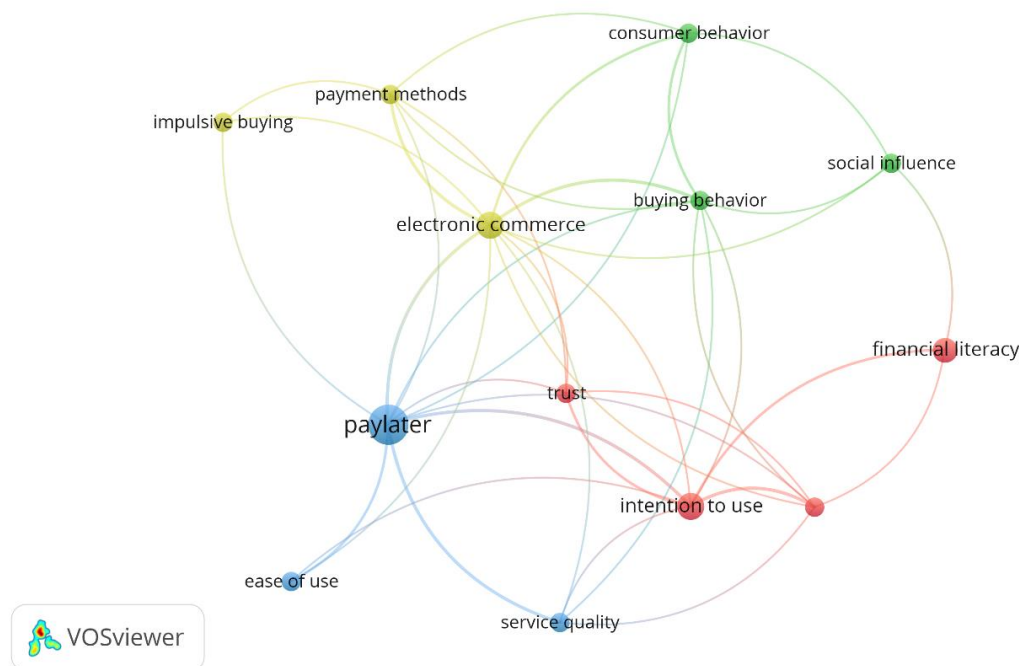 consumer behavior
payment methods
impulsive buying
social influence
buying behavior
electronic commerce
financial literacy
trust
paylater
intention to use
ease of use
service quality
VOSviewer